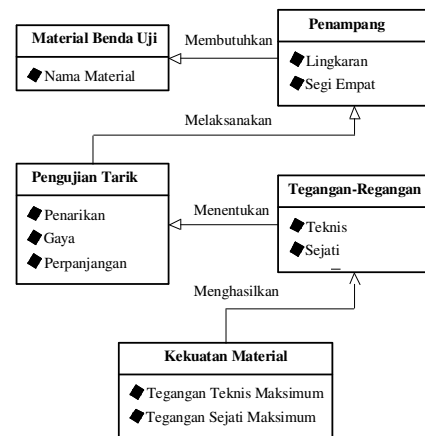 Material Benda Uji
Nama Material
Membutuhkan
Penampang
Lingkaran
Segi Empat
Melaksanakan
Pengujian Tarik
Penarikan
Gaya
Perpanjangan
Menentukan
Tegangan-Regangan
Teknis
Sejati
Menghasilkan
Kekuatan Material
Tegangan Teknis Maksimum
Tegangan Sejati Maksimum